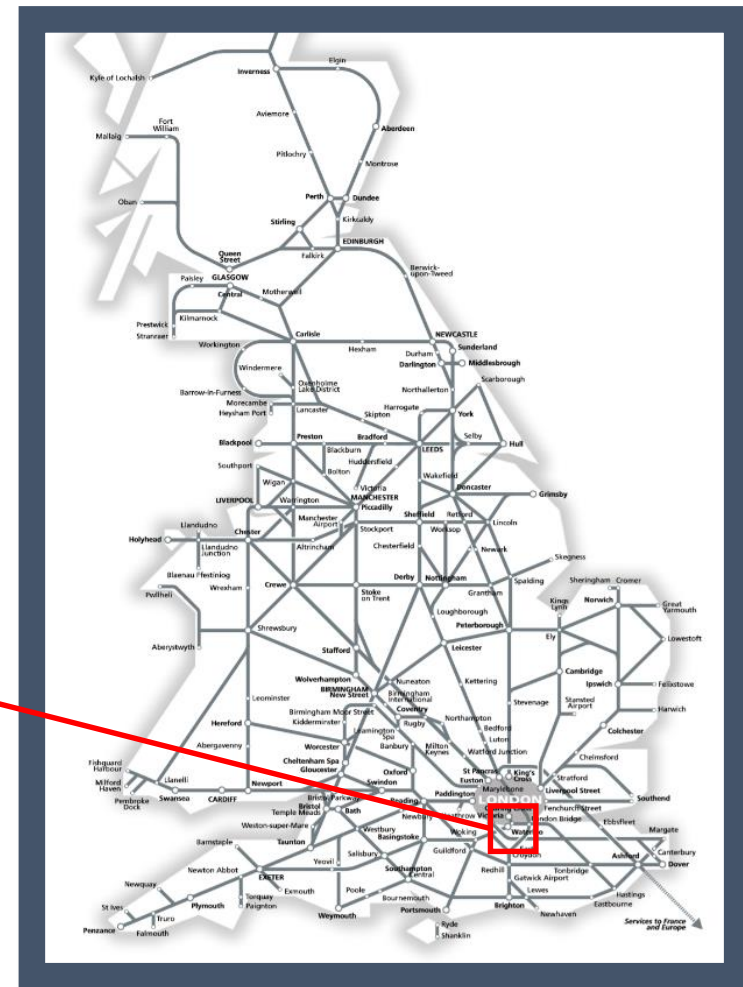 Elgin
Kyle of Lochalsh
Inverness
Aviemore
Fort
William
Aberdeen
Mallaig
Pitlochry
Montrose
Perth
Dundee
Oban
Stirling
Kirkcaldy
Queen
Street
EDINBURGH
Falkirk
Berwick-
upon-Tweed
Paisley
GLASGOW
Central
Motherwell
Kilmarnock
Prestwick
Stranraer
Carlisle
NEWCASTLE
Workington
Hexham
Sunderland
Durham
Darlington
Middlesbrough
Windermere
Oxenholme
Lake District
Northallerton
Scarborough
Barrow-in-Furness
Morecambe
Heysham Port
Lancaster
Harrogate
York
Skipton
Blackpool
Preston
Bradford
Selby
Hull
Blackburn
LEEDS
Southport
Huddersfield
Bolton
Wakefield
Wigan
Victoria
Doncaster
LIVERPOOL
Warrington
MANCHESTER
Piccadilly
Grimsby
Llandudno
Manchester
Airport
Sheffield
Retford
Lincoln
Holyhead
Chester
Stockport
Worksop
Llandudno
Junction
Altrincham
Chesterfield
Newark
Skegness
Blaenau Ffestiniog
Pwllheli
Wrexham
Crewe
Stoke
on Trent
Derby
Nottingham
Grantham
Spalding
Sheringham
Cromer
Kings
Lynn
Norwich
Great
Yarmouth
Loughborough
Shrewsbury
Peterborough
Ely
Lowestoft
Aberystwyth
Stafford
Leicester
Wolverhampton
Nuneaton
Kettering
Cambridge
Ipswich
Felixstowe
BIRMINGHAM
New Street
Birmingham
International
Leominster
Birmingham Moor Street
Coventry
Stevenage
Stansted
Airport
Harwich
Hereford
Kidderminster
Leamington
Spa
Rugby
Northampton
Bedford
Colchester
Abergavenny
Worcester
Banbury
Milton
Keynes
Luton
Watford Junction
Chelmsford
Fishguard
Harbour
Cheltenham Spa
Gloucester
Oxford
St Pancras
Euston
King's
Cross
Stratford
Milford
Haven
Llanelli
Newport
Swindon
Paddington
Marylebone
Liverpool Street
Pembroke
Dock
Swansea
CARDIFF
Bristol Parkway
Reading
LONDON
Fenchurch Street
Southend
Bristol
Temple Meads
Bath
Newbury
Victoria
London Bridge
Ebbsfleet
Weston-super-Mare
Westbury
Basingstoke
Woking
Waterloo
Margate
Barnstaple
Taunton
Salisbury
Guildford
Croydon
Canterbury
Newton Abbot
Yeovil
Southampton
Central
Redhill
Tonbridge
Ashford
Dover
EXETER
Gatwick Airport
Newquay
Exmouth
Poole
Lewes
Hastings
St Ives
Plymouth
Torquay
Paignton
Bournemouth
Eastbourne
Truro
Weymouth
Portsmouth
Brighton
Newhaven
Penzance
Falmouth
Ryde
Shanklin
Services to France
and Europe